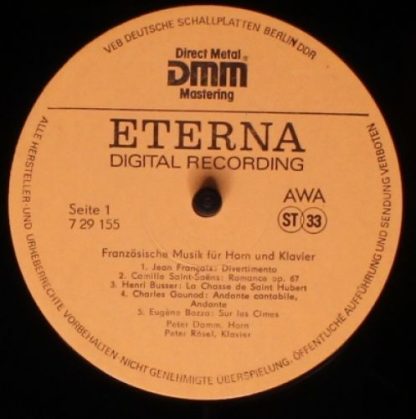 VEB DEUTSCHE SCHALLPLATTEN BERLIN DDR
Direct Metal
DMM
Mastering
ETERNA
DIGITAL RECORDING
Seite 1
7 29 155
AWA
ST 33
Französische Musik für Horn und Klavier
1. Jean Françaix: Divertimento
2. Camille Saint-Saëns: Romance op. 67
3. Henri Busser: La Chasse de Saint Hubert
4. Charles Gounod: Andante cantabile,
Andante
5. Eugène Bozza: Sur les Cimes
Peter Damm, Horn
Peter Rösel, Klavier
ALLE HERSTELLER- UND URHEBERRECHTE VORBEHALTEN · NICHT GENEHMIGTE ÜBERSPIELUNG, ÖFFENTLICHE AUFFÜHRUNG UND SENDUNG VERBOTEN